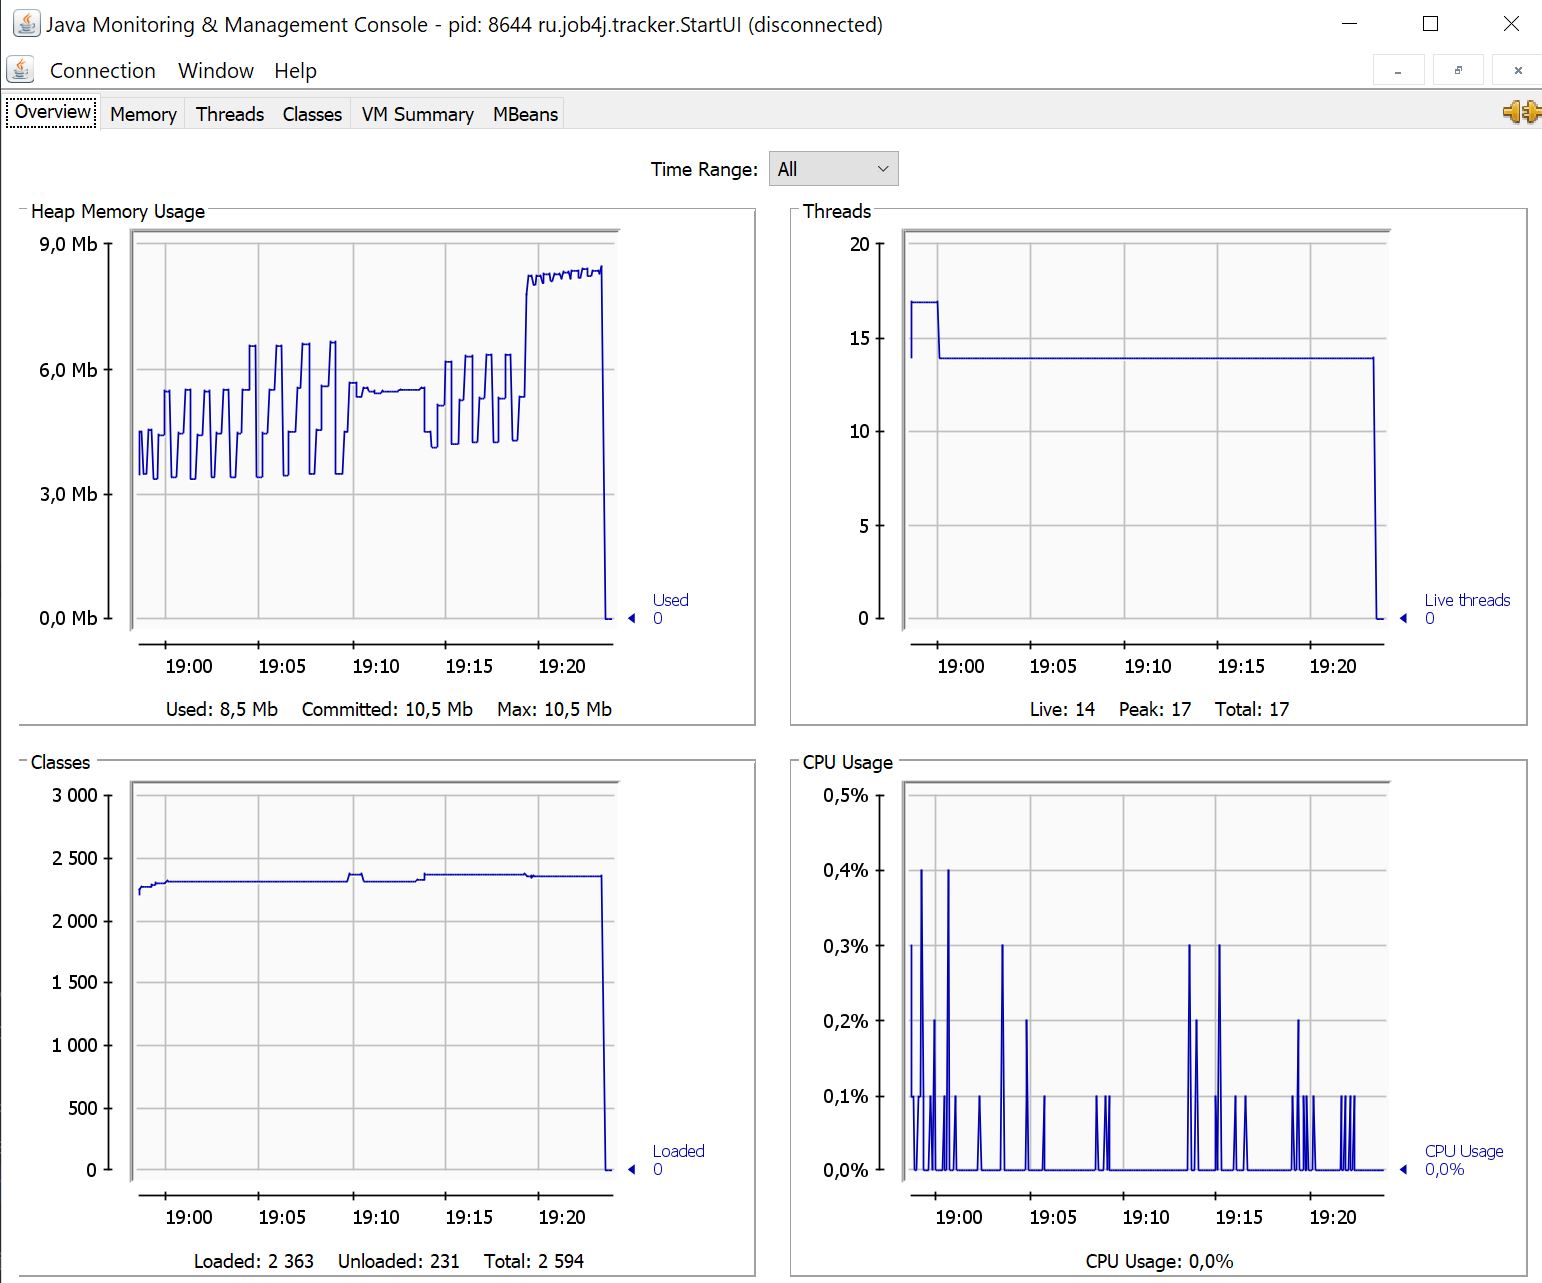 Java Monitoring & Management Console - pid: 8644 ru.job4j.tracker.StartUI (disconnected)
Connection Window Help
Overview Memory Threads Classes VM Summary MBeans
Time Range: All
Heap Memory Usage
9,0 Mb
6,0 Mb
3,0 Mb
0,0 Mb
Used
0
19:00 19:05 19:10 19:15 19:20
Used: 8,5 Mb Committed: 10,5 Mb Max: 10,5 Mb
Threads
20
15
10
5
0
Live threads
0
19:00 19:05 19:10 19:15 19:20
Live: 14 Peak: 17 Total: 17
Classes
3 000
2 500
2 000
1 500
1 000
500
0
Loaded
0
19:00 19:05 19:10 19:15 19:20
Loaded: 2 363 Unloaded: 231 Total: 2 594
CPU Usage
0,5%
0,4%
0,3%
0,2%
0,1%
0,0%
CPU Usage
0,0%
19:00 19:05 19:10 19:15 19:20
CPU Usage: 0,0%